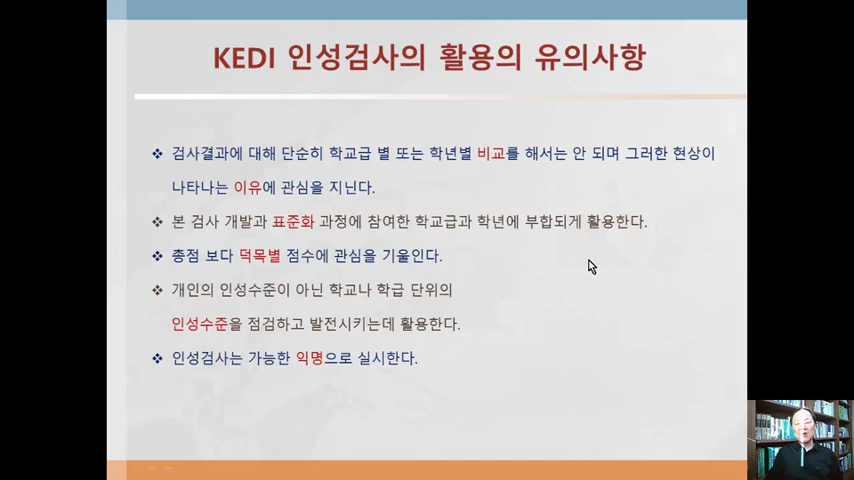 KEDI 인성검사의 활용의 유의사항
❖ 검사결과에 대해 단순히 학교급 별 또는 학년별 비교를 해서는 안 되며 그러한 현상이
나타나는 이유에 관심을 지닌다.
❖ 본 검사 개발과 표준화 과정에 참여한 학교급과 학년에 부합되게 활용한다.
❖ 총점 보다 덕목별 점수에 관심을 기울인다.
❖ 개인의 인성수준이 아닌 학교나 학급 단위의
인성수준을 점검하고 발전시키는데 활용한다.
❖ 인성검사는 가능한 익명으로 실시한다.